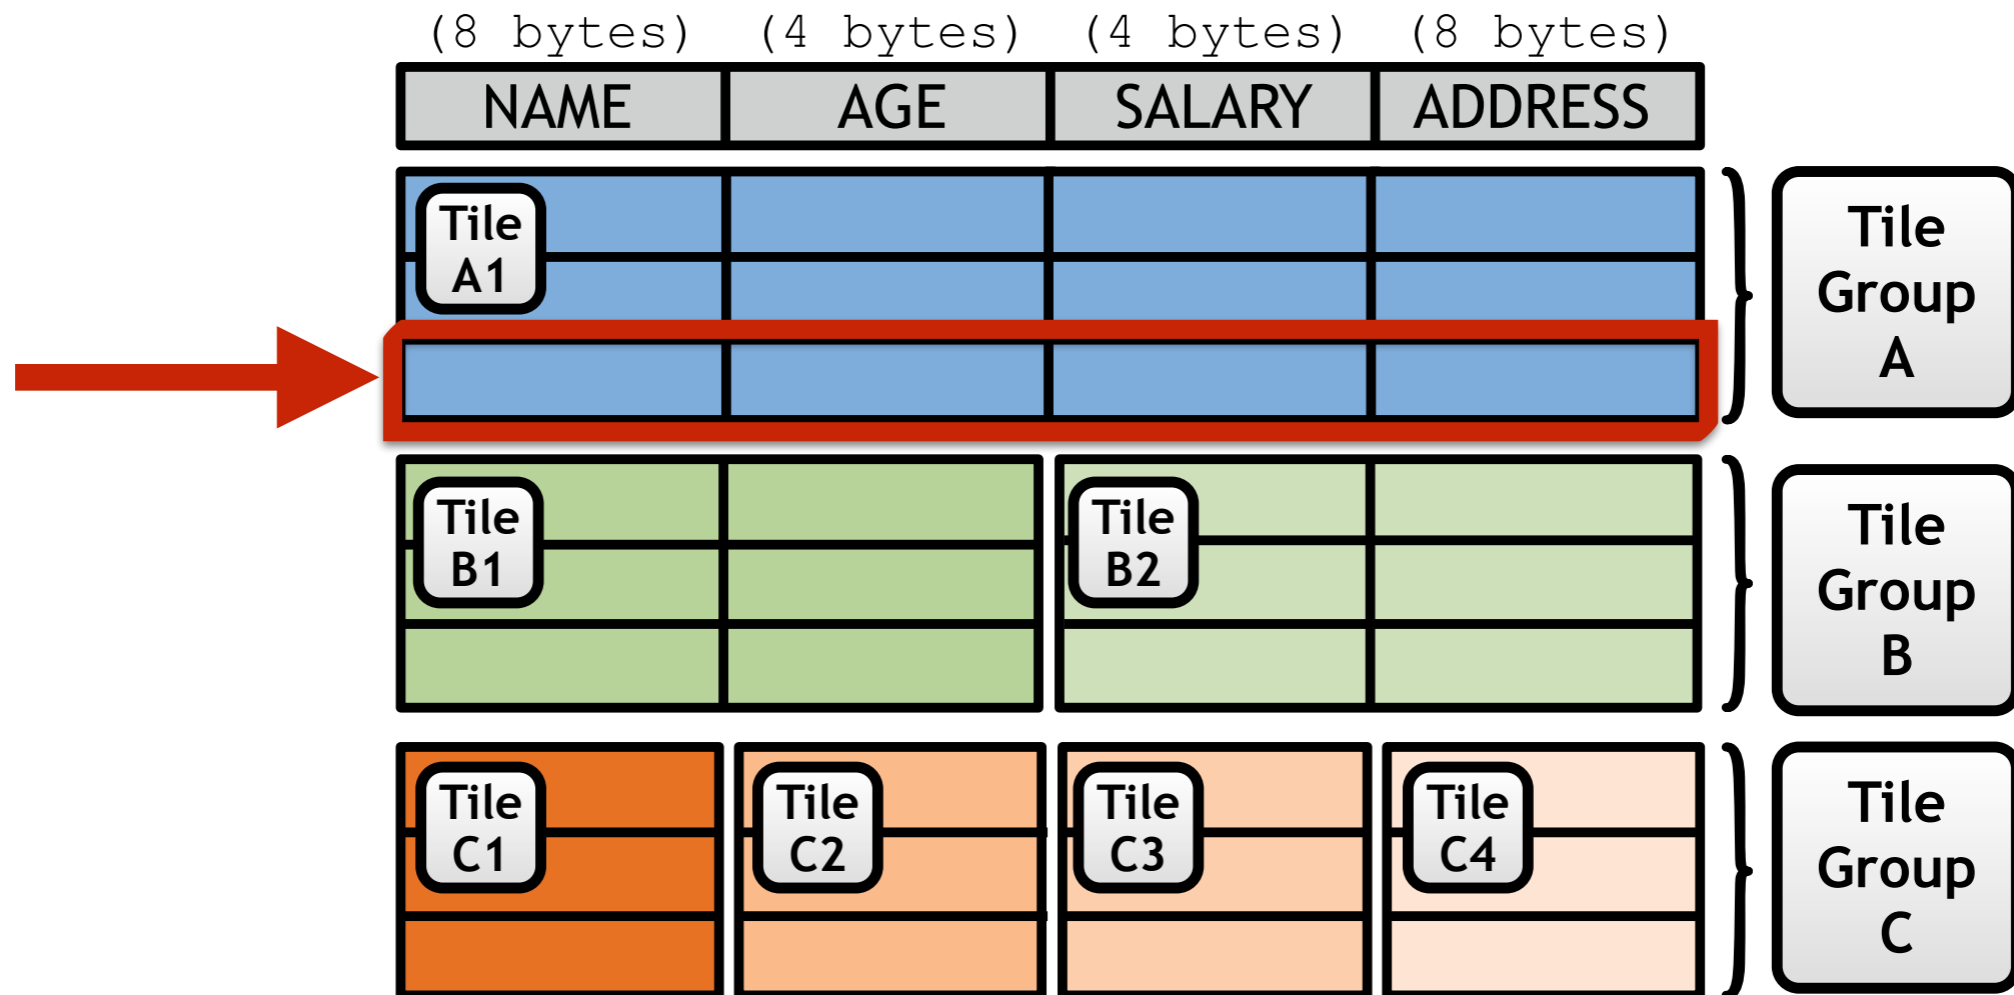 (8 bytes) (4 bytes) (4 bytes) (8 bytes)
NAME AGE SALARY ADDRESS
Tile
A1
Tile
Group
A
Tile
B1
Tile
B2
Tile
Group
B
Tile
C1
Tile
C2
Tile
C3
Tile
C4
Tile
Group
C